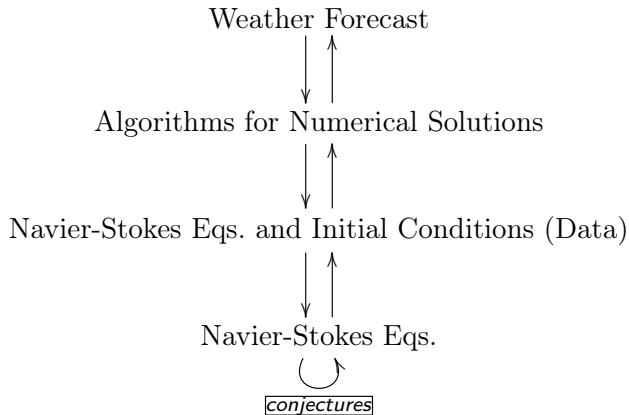 Weather Forecast
Algorithms for Numerical Solutions
Navier-Stokes Eqs. and Initial Conditions (Data)
Navier-Stokes Eqs.
conjectures